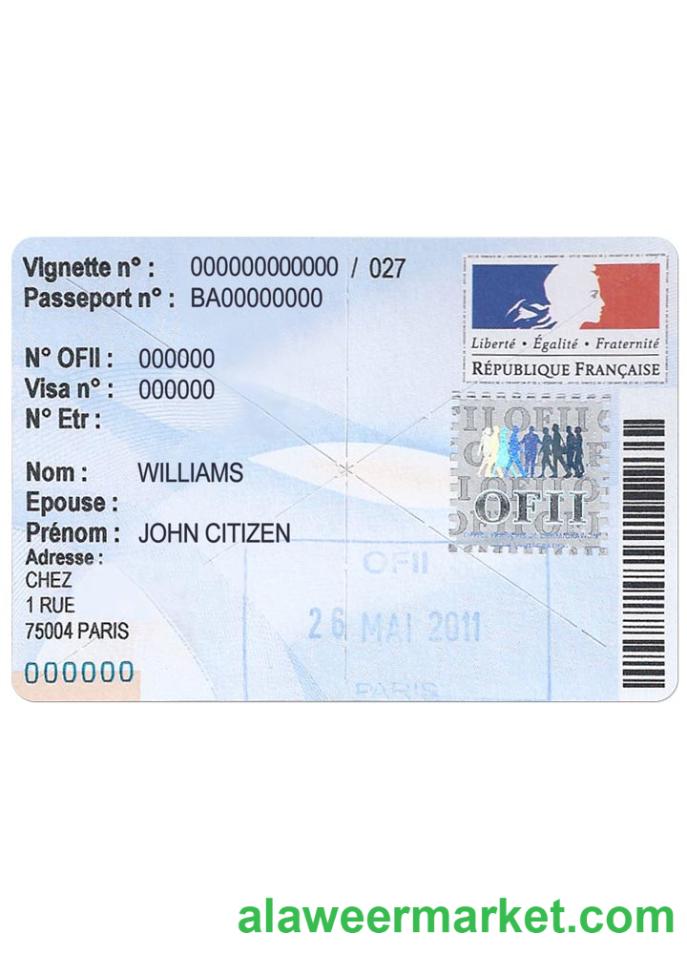 Vignette n° : 000000000000 / 027
Passeport n° : BA00000000
Liberté • Égalité • Fraternité
RÉPUBLIQUE FRANÇAISE
N° OFII : 000000
Visa n° : 000000
N° Etr :
OFII
Nom : WILLIAMS
Epouse :
Prénom : JOHN CITIZEN
Adresse :
CHEZ
1 RUE
75004 PARIS
000000
OFII
26 MAI 2011
PARIS
alaweermarket.com